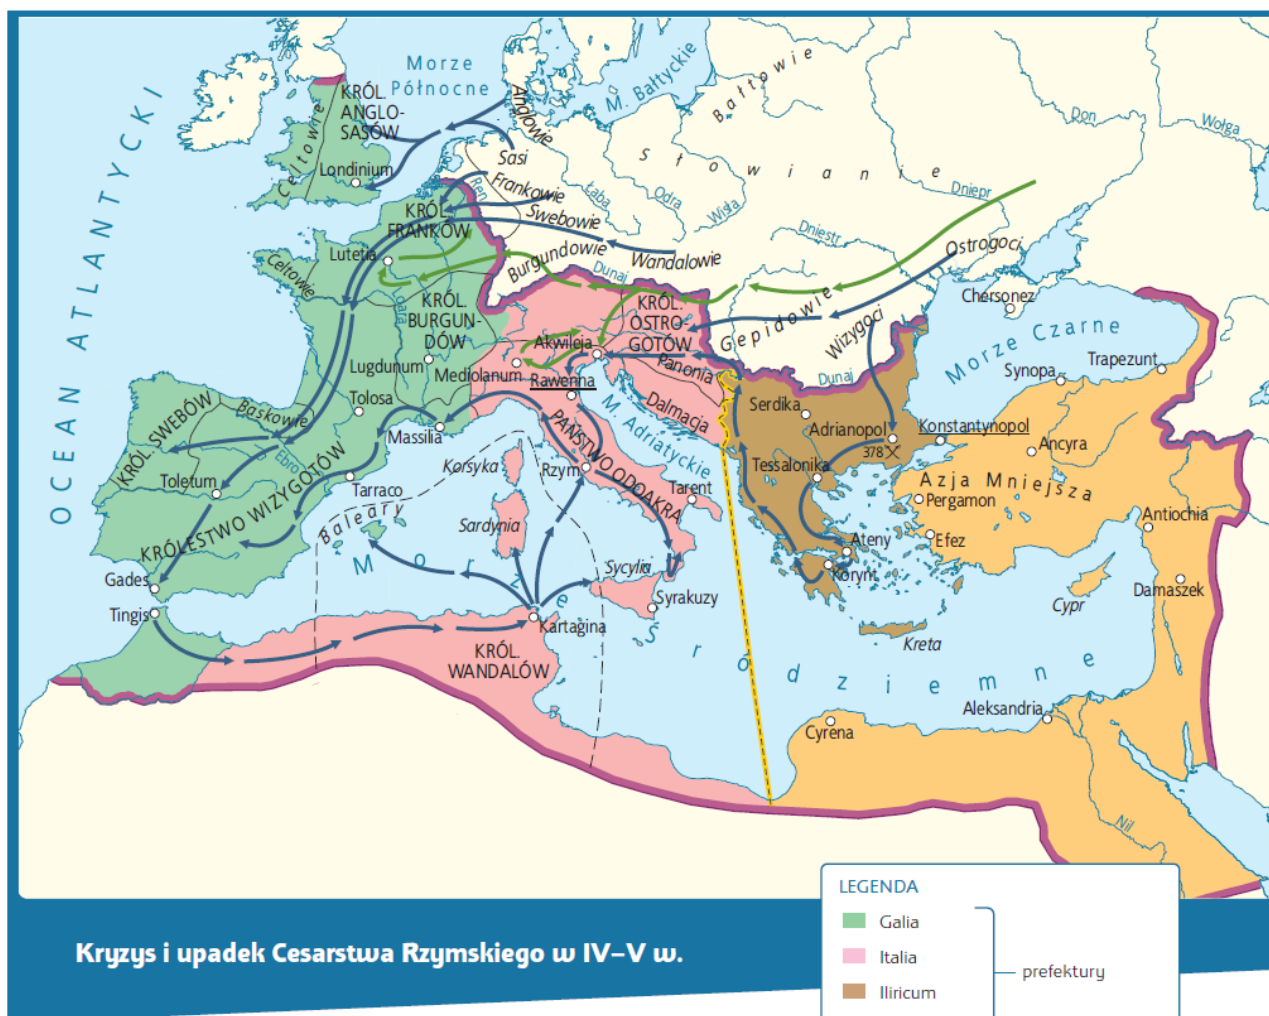 OCEAN ATLANTYCKI
Morze
Północne
M. Bałtyckie
Bałtowie
Słowianie
Don
Wołga
KRÓL.
ANGLO-
SASÓW
Celtowie
Londinium
Anglowie
Sasi
Frankowie
Ren
Łaba
Odra
Wisła
Dniepr
Dniestr
Swebowie
Wandalowie
Burgundowie
Dunaj
Ostrogoci
KRÓL.
FRANKÓW
Lutetia
Celtowie
KRÓL.
BURGUN-
DÓW
Lugdunum
KRÓL.
OSTRO-
GOTÓW
Gepidowie
Wizygoci
Chersonez
Morze Czarne
Trapezunt
Synopa
Akwileja
Mediolanum
Rawenna
Panonia
Dalmacja
Dunaj
Serdika
Adrianopol
378
Konstantynopol
Ancyra
KRÓL. SWEBÓW
Baskowie
Tolosa
Massilia
M. Adriatyckie
PAŃSTWO ODOAKRA
Korsyka
Rzym
Tarent
Tessalonika
Azja Mniejsza
Pergamon
Antiochia
Toletum
Ebro
Tarraco
KRÓLESTWO WIZYGOTÓW
Baleary
Sardynia
Ateny
Efez
Korynt
Morze Śródziemne
Sycylia
Syrakuzy
Cypr
Damaszek
Gades
Tingis
Kartagina
KRÓL.
WANDALÓW
Kreta
Cyrena
Aleksandria
Nil
Kryzys i upadek Cesarstwa Rzymskiego w IV–V w.
LEGENDA
Galia
Italia
Iliricum
prefektury